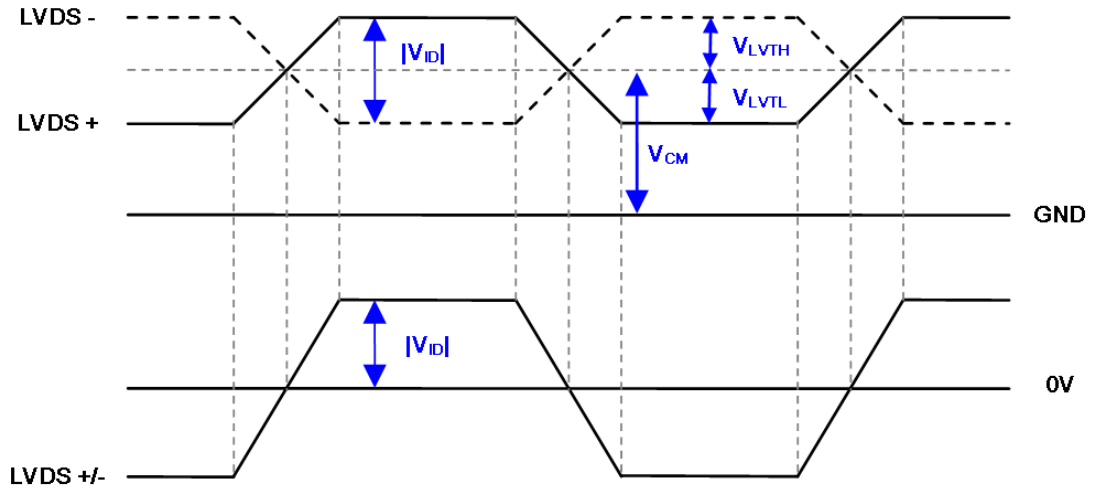 LVDS -
|VID|
VLVTH
VLVTL
LVDS +
VCM
GND
|VID|
0V
LVDS +/-